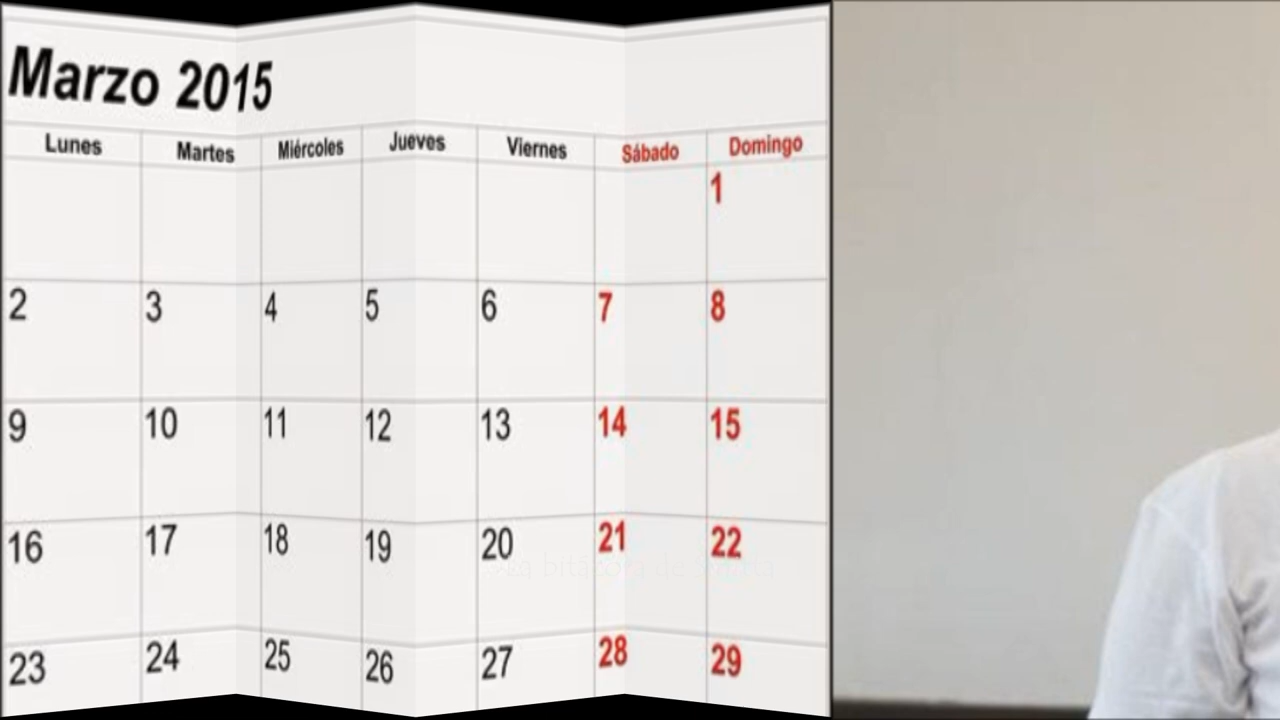 Marzo 2015
Lunes Martes Miércoles Jueves Viernes Sábado Domingo
1
2 3 4 5 6 7 8
9 10 11 12 13 14 15
16 17 18 19 20 21 22
23 24 25 26 27 28 29